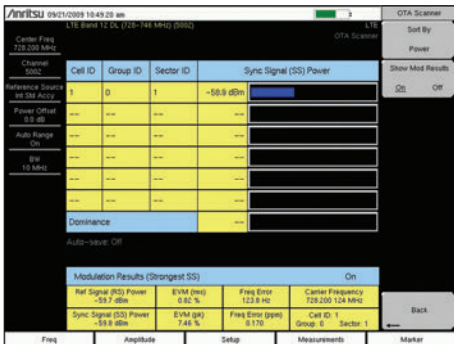 Anritsu 09/21/2009 10:49:20 am
OTA Scanner
LTE Band 12 DL (728-746 MHz) (5002)
LTE
OTA Scanner
Center Freq
728.200 MHz
Channel
5002
Reference Source
Int Std Accy
Power Offset
0.0 dB
Auto Range
On
BW
10 MHz
Sort By
Power
Show Mod Results
On Off
Back
Cell ID Group ID Sector ID Sync Signal (SS) Power
1 0 1 -58.9 dBm
-- -- -- --
-- -- -- --
-- -- -- --
-- -- -- --
-- -- -- --
Dominance --
Auto-save: Off
Modulation Results (Strongest SS) On
Ref Signal (RS) Power EVM (rms) Freq Error Carrier Frequency
-59.7 dBm 0.82 % 123.8 Hz 728.200 124 MHz
Sync Signal (SS) Power EVM (pk) Freq Error (ppm) Cell ID: 1
-59.8 dBm 7.46 % 0.170 Group: 0 Sector: 1
Freq Amplitude Setup Measurements Marker